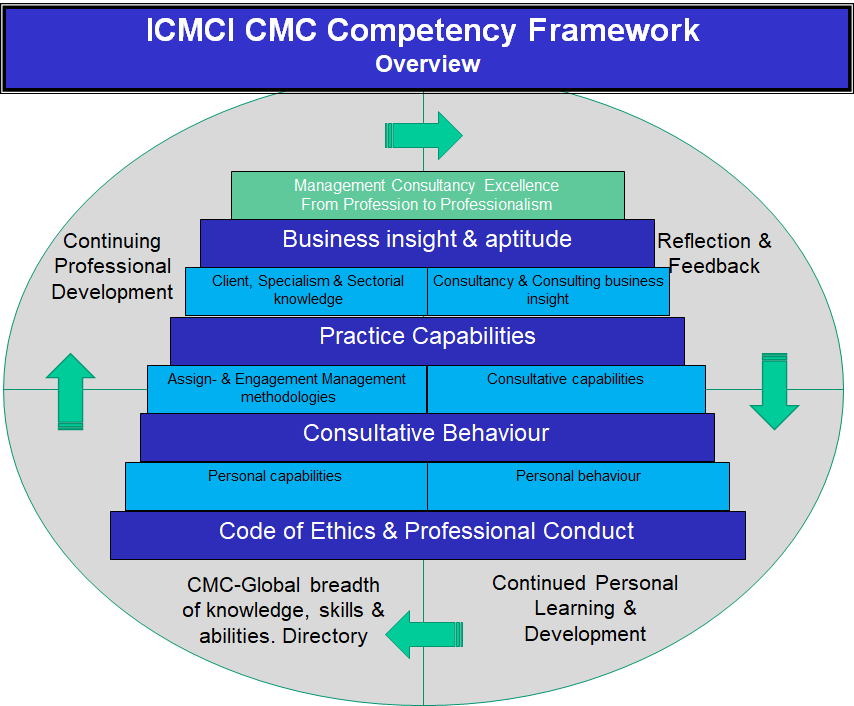 ICMCI CMC Competency Framework
Overview
Management Consultancy Excellence
From Profession to Professionalism
Business insight & aptitude
Continuing
Professional
Development
Reflection &
Feedback
Client, Specialism & Sectorial
knowledge
Consultancy & Consulting business
insight
Practice Capabilities
Assign- & Engagement Management
methodologies
Consultative capabilities
Consultative Behaviour
Personal capabilities
Personal behaviour
Code of Ethics & Professional Conduct
CMC-Global breadth
of knowledge, skills &
abilities. Directory
Continued Personal
Learning &
Development